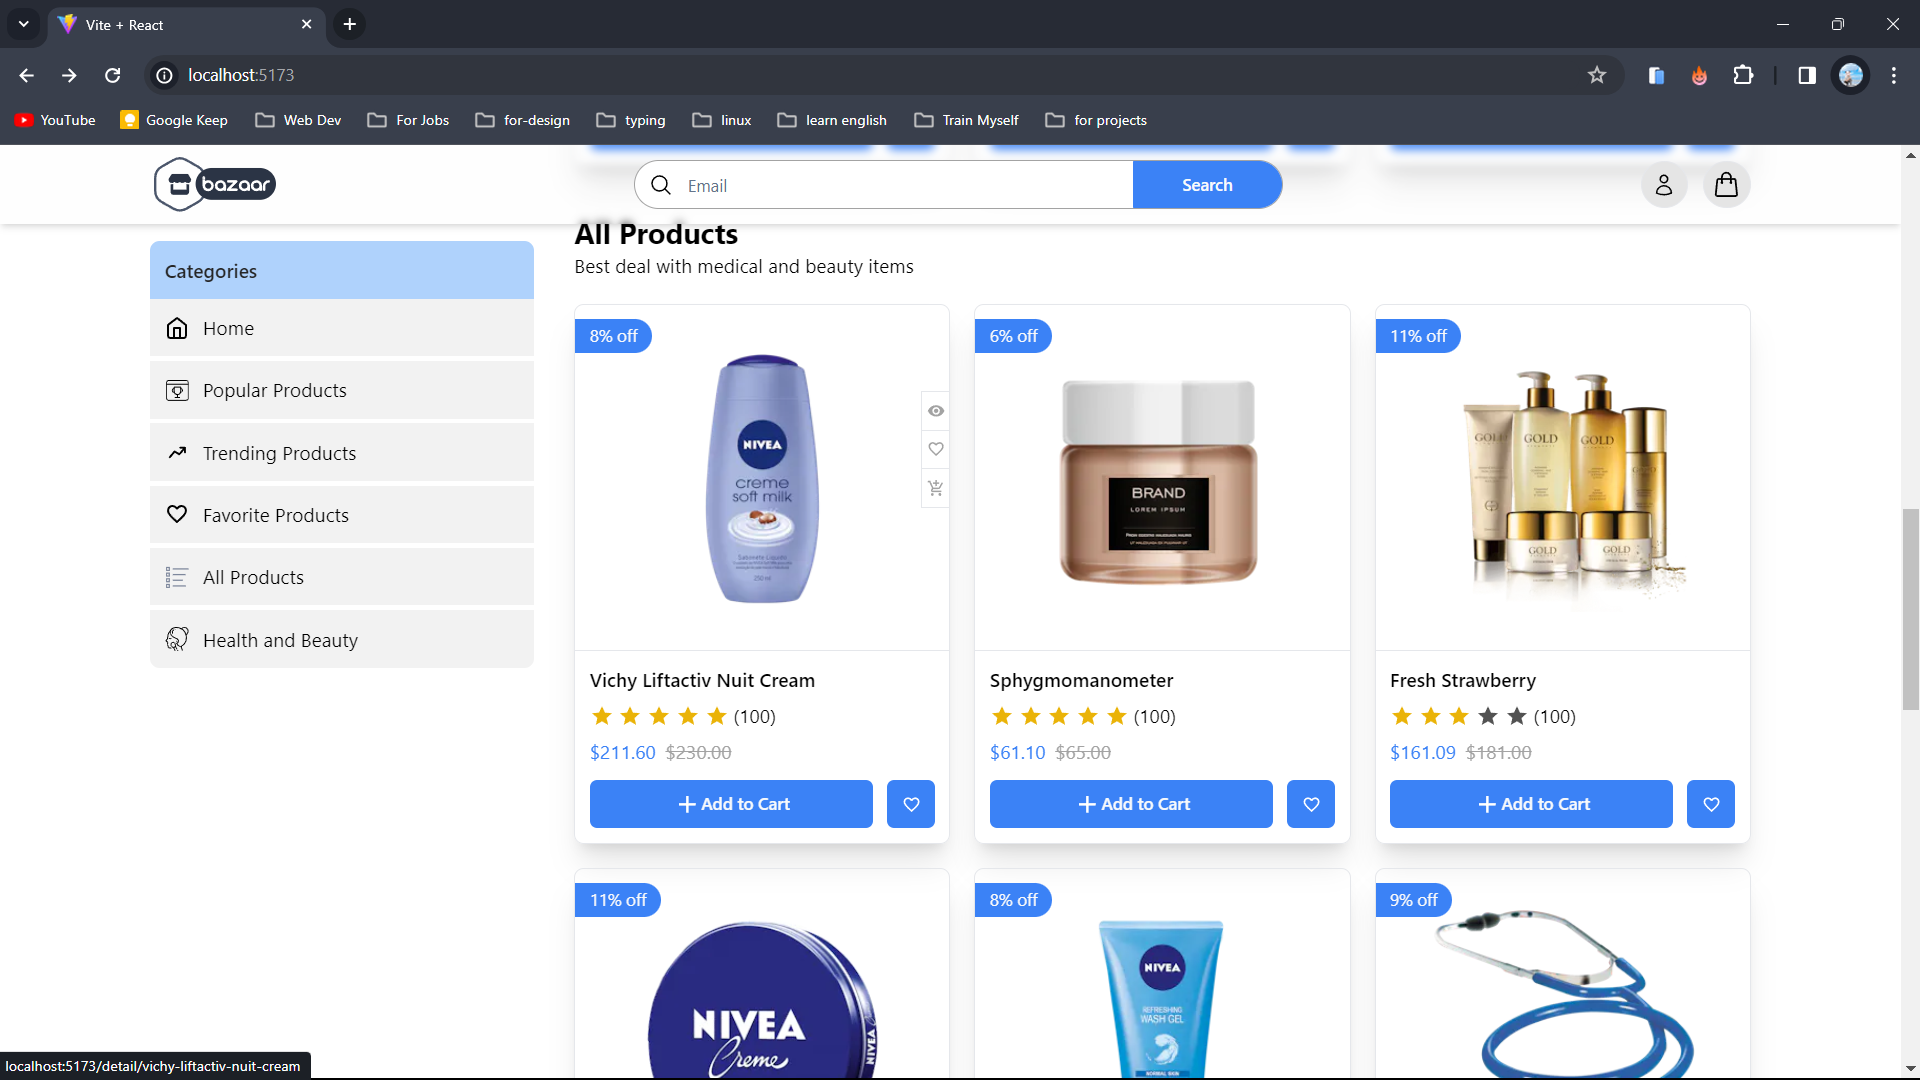 Vite + React
localhost:5173
YouTube
Google Keep
Web Dev
For Jobs
for-design
typing
linux
learn english
Train Myself
for projects
bazaar
Email
Search
Categories
Home
Popular Products
Trending Products
Favorite Products
All Products
Health and Beauty
All Products
Best deal with medical and beauty items
8% off
NIVEA
creme
soft milk
250 ml
Vichy Liftactiv Nuit Cream
(100)
$211.60 $230.00
Add to Cart
6% off
BRAND
LOREM IPSUM
Sphygmomanometer
(100)
$61.10 $65.00
Add to Cart
11% off
GOLD
GOLD
GOLD
GOLD
GOLD
Fresh Strawberry
(100)
$161.09 $181.00
Add to Cart
11% off
NIVEA
Creme
NIVEA
8% off
NIVEA
REFRESHING
WASH GEL
NORMAL SKIN
9% off
localhost:5173/detail/vichy-liftactiv-nuit-cream